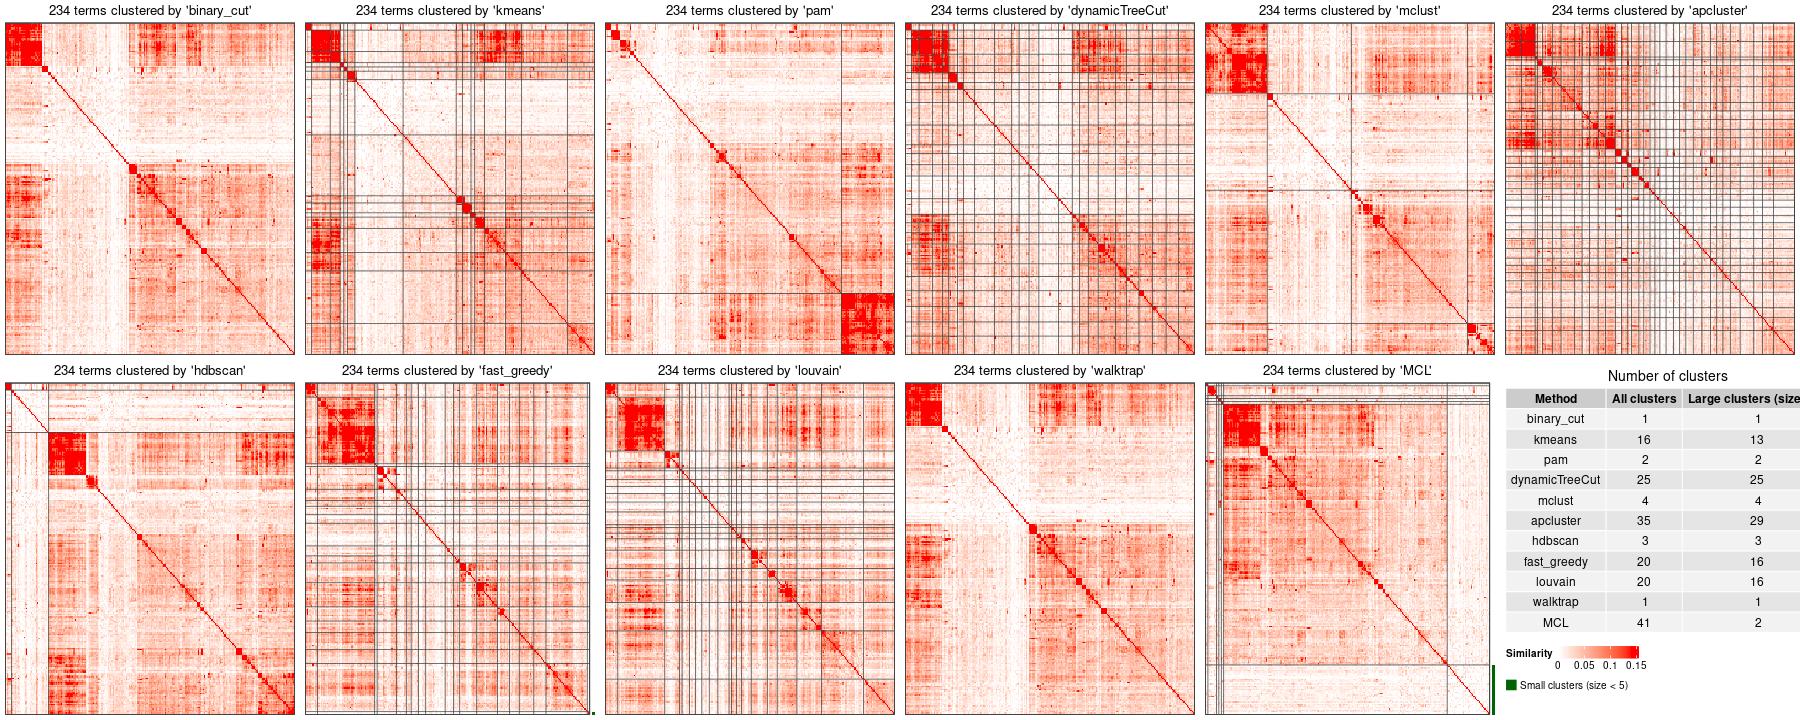 234 terms clustered by 'binary_cut'
234 terms clustered by 'kmeans'
234 terms clustered by 'pam'
234 terms clustered by 'dynamicTreeCut'
234 terms clustered by 'mclust'
234 terms clustered by 'apcluster'
234 terms clustered by 'hdbscan'
234 terms clustered by 'fast_greedy'
234 terms clustered by 'louvain'
234 terms clustered by 'walktrap'
234 terms clustered by 'MCL'
Number of clusters
Method All clusters Large clusters (size
binary_cut 1 1
kmeans 16 13
pam 2 2
dynamicTreeCut 25 25
mclust 4 4
apcluster 35 29
hdbscan 3 3
fast_greedy 20 16
louvain 20 16
walktrap 1 1
MCL 41 2
Similarity
0 0.05 0.1 0.15
Small clusters (size < 5)